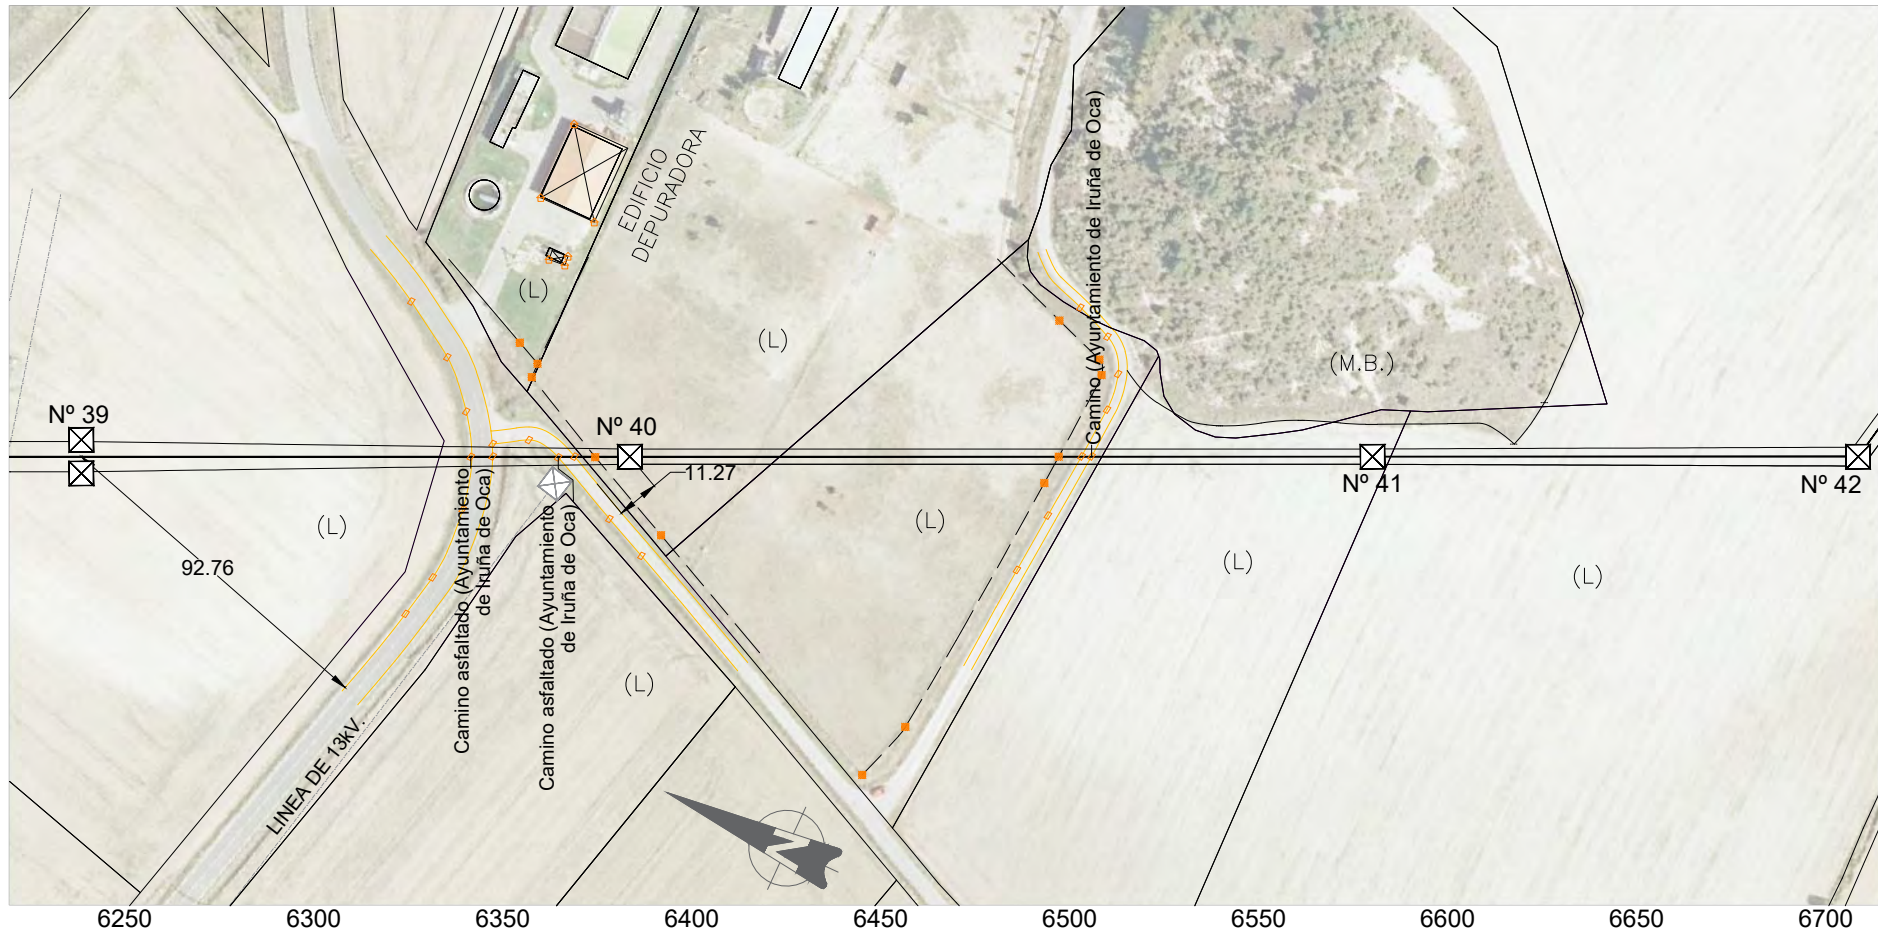 EDIFICIO
DEPURADORA
Camino (Ayuntamiento de Iruña de Oca)
(L)
(L)
(M.B.)
Nº 39
Nº 40
Nº 41
Nº 42
11.27
(L)
(L)
(L)
(L)
92.76
Camino asfaltado (Ayuntamiento
de Iruña de Oca)
Camino asfaltado (Ayuntamiento
de Iruña de Oca)
(L)
LINEA DE 13kV.
6250 6300 6350 6400 6450 6500 6550 6600 6650 6700